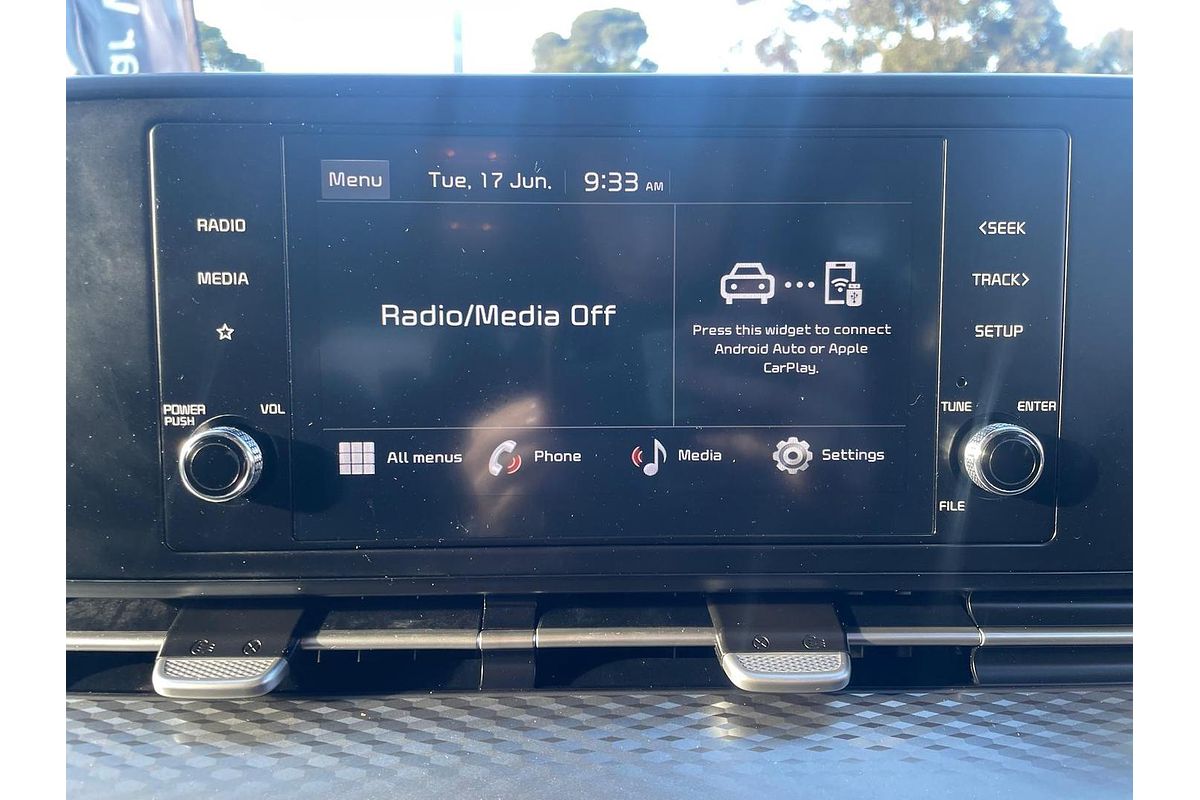 Menu
Tue, 17 Jun.
9:33 AM
RADIO
MEDIA
POWER
PUSH
VOL
Radio/Media Off
Press this widget to connect
Android Auto or Apple
CarPlay.
All menus
Phone
Media
Settings
<SEEK
TRACK>
SETUP
TUNE
ENTER
FILE